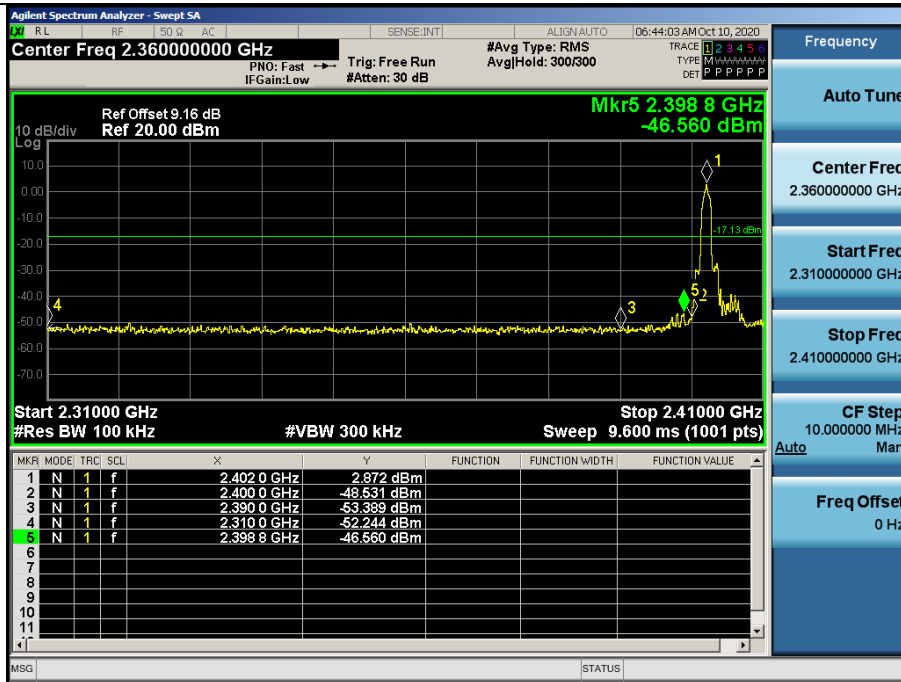 Agilent Spectrum Analyzer - Swept SA
LXI RL RF 50 Ω AC SENSE:INT ALIGN AUTO 06:44:03 AM Oct 10, 2020
Center Freq 2.360000000 GHz
PNO: Fast
IFGain:Low
Trig: Free Run
#Atten: 30 dB
#Avg Type: RMS
Avg|Hold: 300/300
TRACE 1 2 3 4 5 6
TYPE M
DET P P P P P P
Mkr5 2.398 8 GHz
-46.560 dBm
Ref Offset 9.16 dB
10 dB/div Ref 20.00 dBm
Log
10.0
0.00
-10.0
-20.0
-30.0
-40.0
-50.0
-60.0
-70.0
-17.13 dBm
1
4
3
5
2
Start 2.31000 GHz Stop 2.41000 GHz
#Res BW 100 kHz #VBW 300 kHz Sweep 9.600 ms (1001 pts)
MKR MODE TRC SCL X Y FUNCTION FUNCTION WIDTH FUNCTION VALUE
1 N 1 f 2.402 0 GHz 2.872 dBm
2 N 1 f 2.400 0 GHz -48.531 dBm
3 N 1 f 2.390 0 GHz -53.389 dBm
4 N 1 f 2.310 0 GHz -52.244 dBm
5 N 1 f 2.398 8 GHz -46.560 dBm
6
7
8
9
10
11
MSG STATUS
Frequency
Auto Tune
Center Freq
2.360000000 GHz
Start Freq
2.310000000 GHz
Stop Freq
2.410000000 GHz
CF Step
10.000000 MHz
Auto Man
Freq Offset
0 Hz